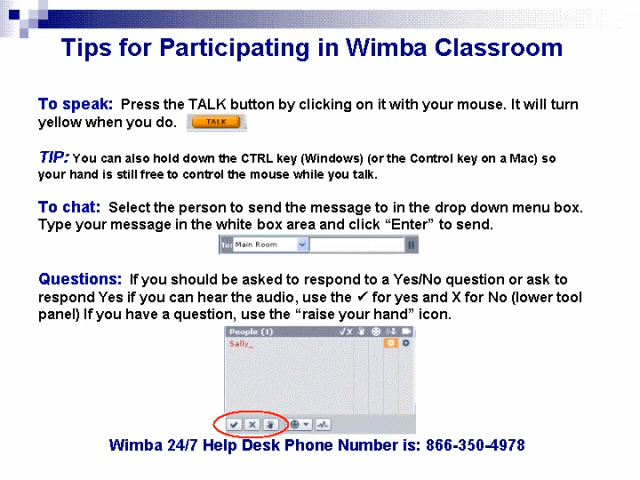 Tips for Participating in Wimba Classroom
To speak: Press the TALK button by clicking on it with your mouse. It will turn
yellow when you do. TALK
TIP: You can also hold down the CTRL key (Windows) (or the Control key on a Mac) so
your hand is still free to control the mouse while you talk.
To chat: Select the person to send the message to in the drop down menu box.
Type your message in the white box area and click “Enter” to send.
To: Main Room
Questions: If you should be asked to respond to a Yes/No question or ask to
respond Yes if you can hear the audio, use the ✓ for yes and X for No (lower tool
panel) If you have a question, use the “raise your hand” icon.
People (1)
Sally_
Wimba 24/7 Help Desk Phone Number is: 866-350-4978